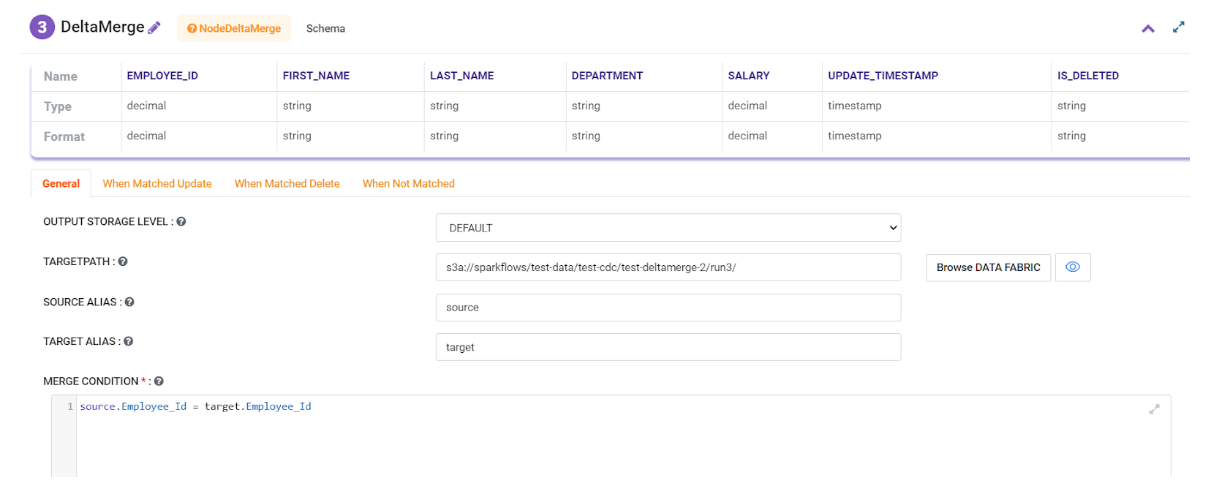 3 DeltaMerge NodeDeltaMerge Schema
Name EMPLOYEE_ID FIRST_NAME LAST_NAME DEPARTMENT SALARY UPDATE_TIMESTAMP IS_DELETED
Type decimal string string string decimal timestamp string
Format decimal string string string decimal timestamp string
General When Matched Update When Matched Delete When Not Matched
OUTPUT STORAGE LEVEL : DEFAULT
TARGETPATH : s3a://sparkflows/test-data/test-cdc/test-deltamerge-2/run3/ Browse DATA FABRIC
SOURCE ALIAS : source
TARGET ALIAS : target
MERGE CONDITION * :
1 source.Employee_Id = target.Employee_Id